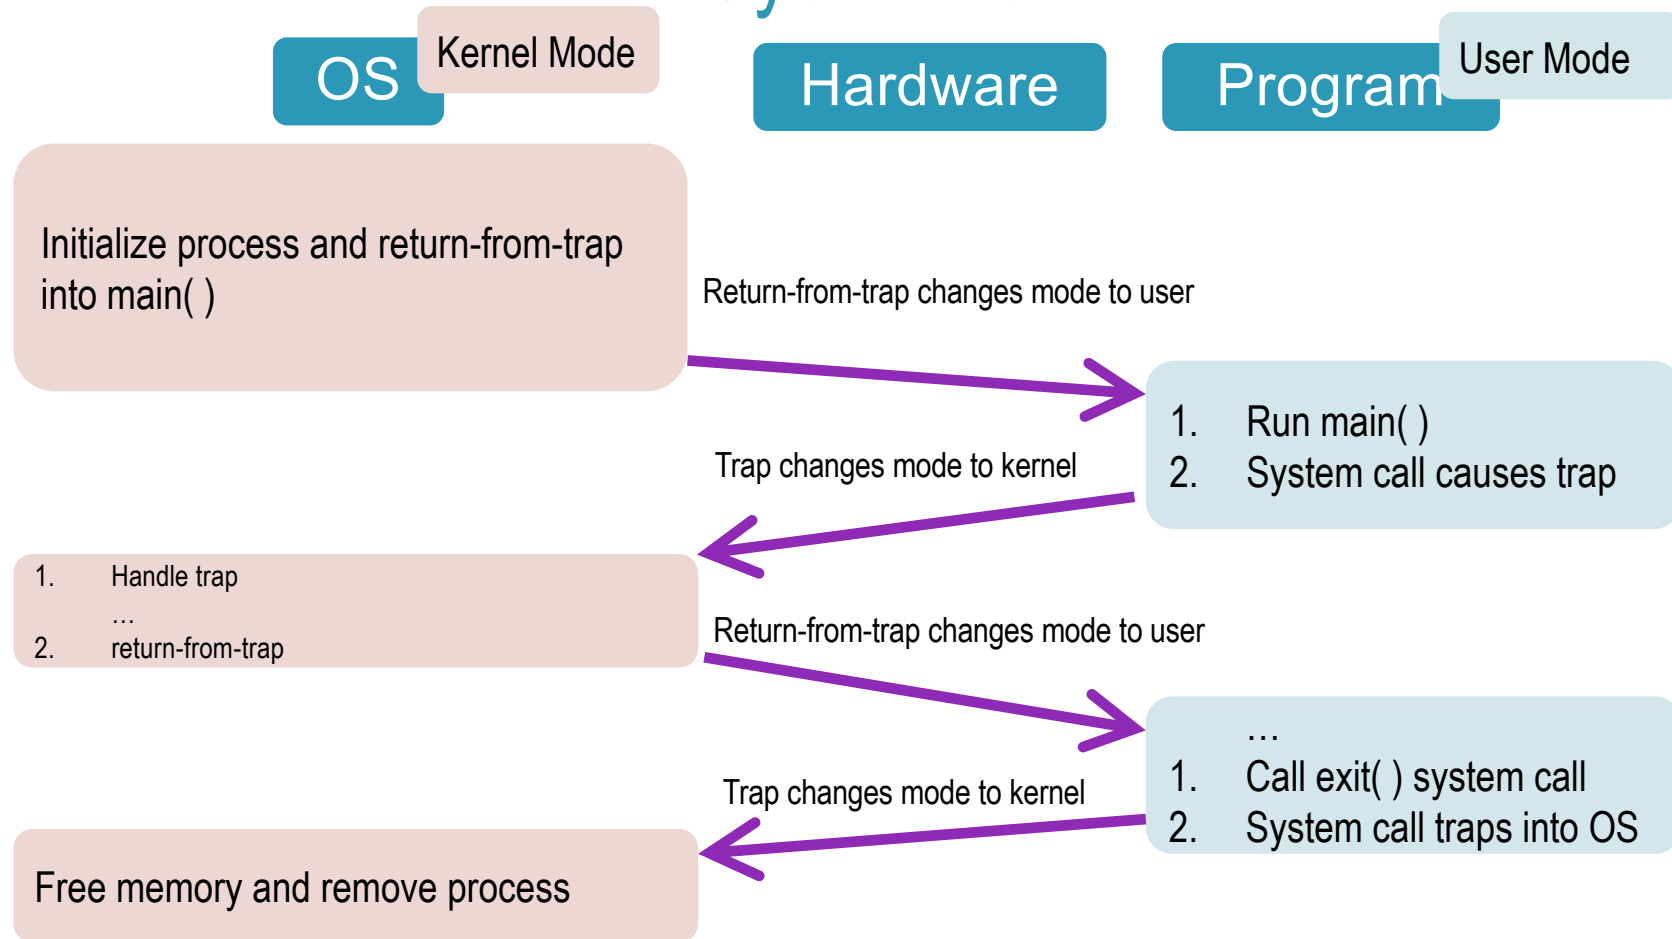 OS
Kernel Mode
Hardware
Program
User Mode
Initialize process and return-from-trap
into main( )
Return-from-trap changes mode to user
1. Run main( )
2. System call causes trap
Trap changes mode to kernel
1. Handle trap
…
2. return-from-trap
Return-from-trap changes mode to user
…
1. Call exit( ) system call
2. System call traps into OS
Trap changes mode to kernel
Free memory and remove process